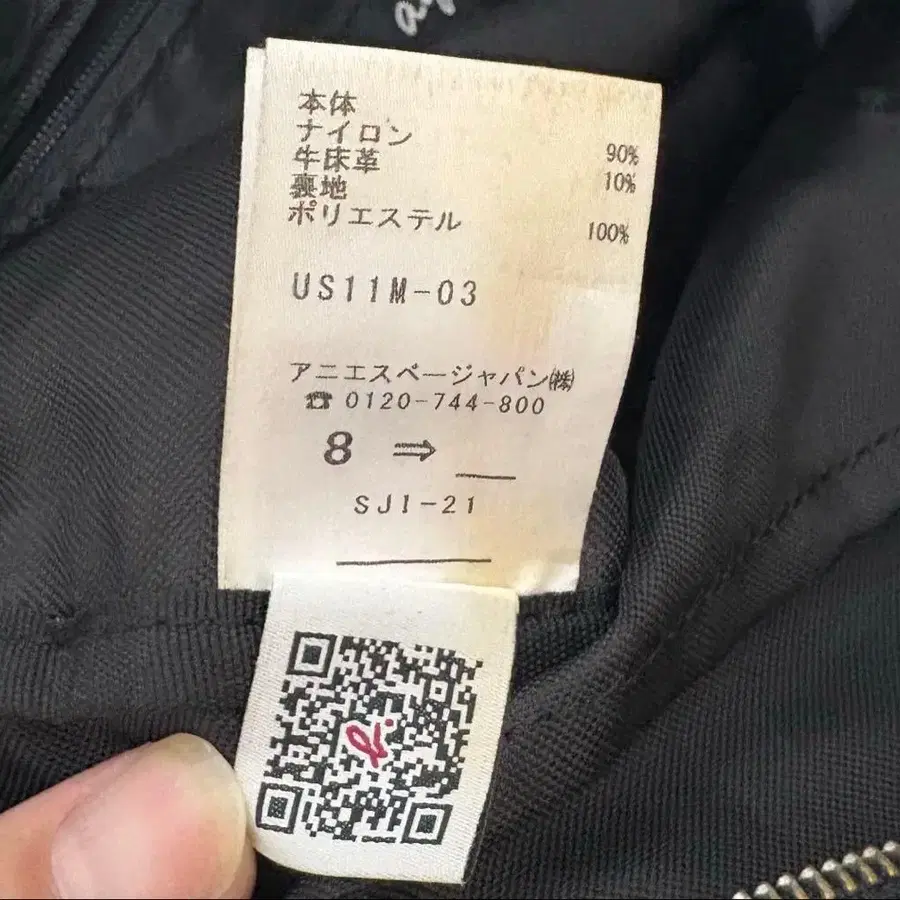 本体
ナイロン 90%
牛床革 10%
裏地
ポリエステル 100%
US11M-03
アニエスベージャパン㈱
☎ 0120-744-800
8 ⇒
SJI-21
b.